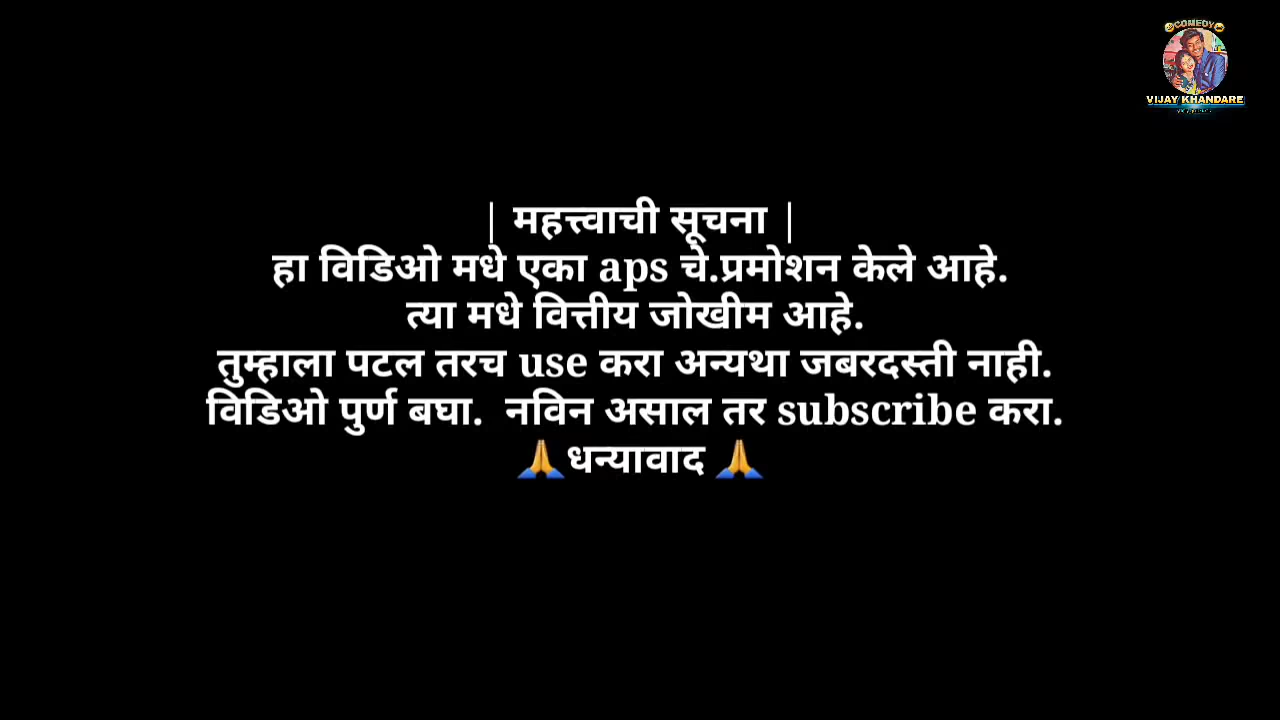 😂COMEDY😂
VIJAY KHANDARE
| महत्त्वाची सूचना |
हा विडिओ मधे एका aps चे.प्रमोशन केले आहे.
त्या मधे वित्तीय जोखीम आहे.
तुम्हाला पटल तरच use करा अन्यथा जबरदस्ती नाही.
विडिओ पुर्ण बघा. नविन असाल तर subscribe करा.
🙏धन्यावाद 🙏